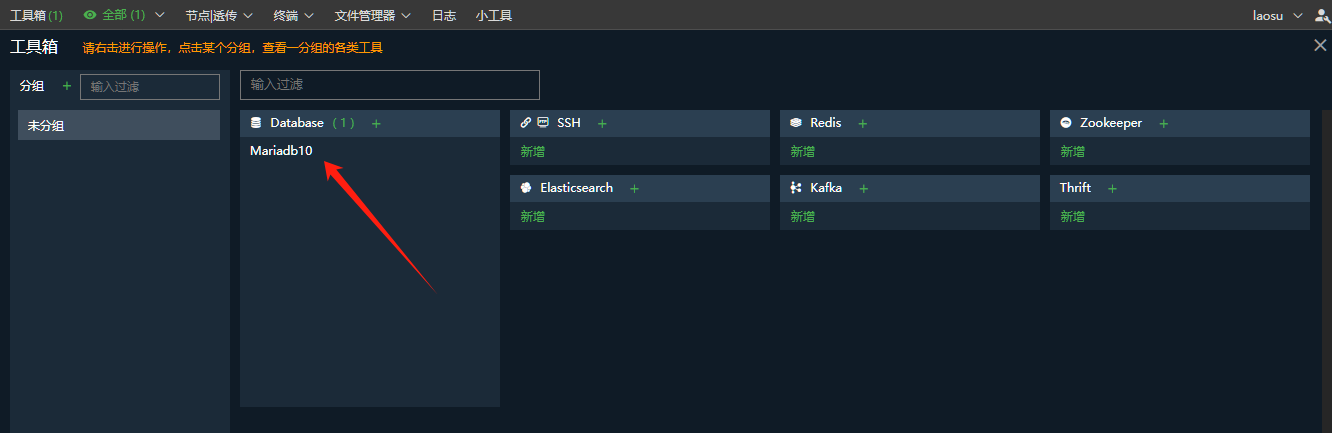 工具箱(1) 全部 (1) 节点|透传 终端 文件管理器 日志 小工具 laosu
工具箱 请右击进行操作，点击某个分组，查看一分组的各类工具
分组 + 输入过滤 输入过滤
未分组
Database ( 1 ) + SSH + Redis + Zookeeper +
Mariadb10 新增 新增 新增
Elasticsearch + Kafka + Thrift +
新增 新增 新增